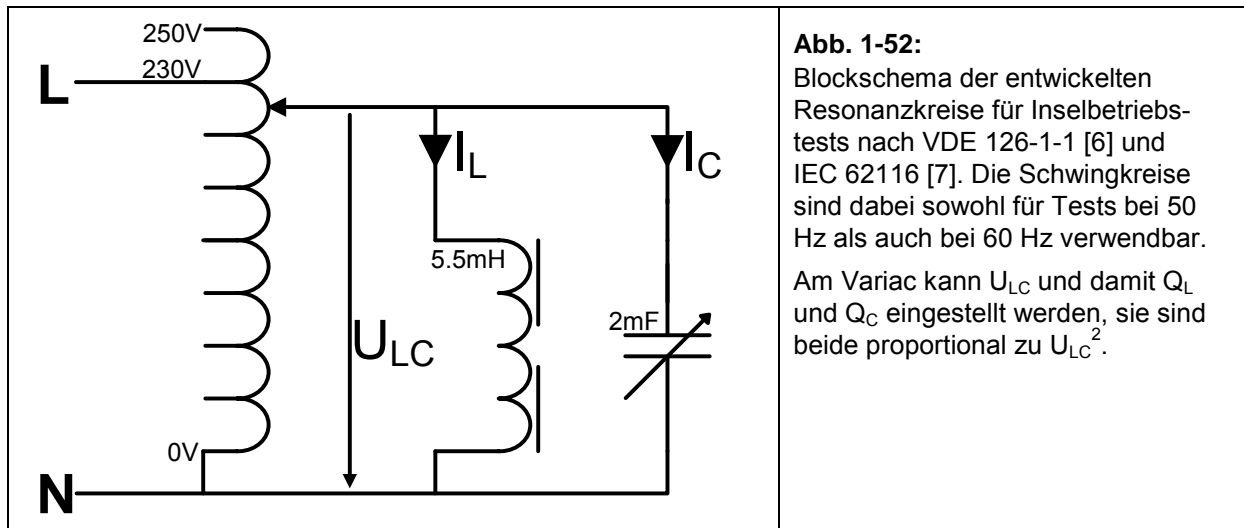 250V
230V
L
I_L
I_C
5.5mH
2mF
U_LC
0V
N
Abb. 1-52:
Blockschema der entwickelten
Resonanzkreise für Inselbetriebs-
tests nach VDE 126-1-1 [6] und
IEC 62116 [7]. Die Schwingkreise
sind dabei sowohl für Tests bei 50
Hz als auch bei 60 Hz verwendbar.
Am Variac kann U_LC und damit Q_L
und Q_C eingestellt werden, sie sind
beide proportional zu U_LC².